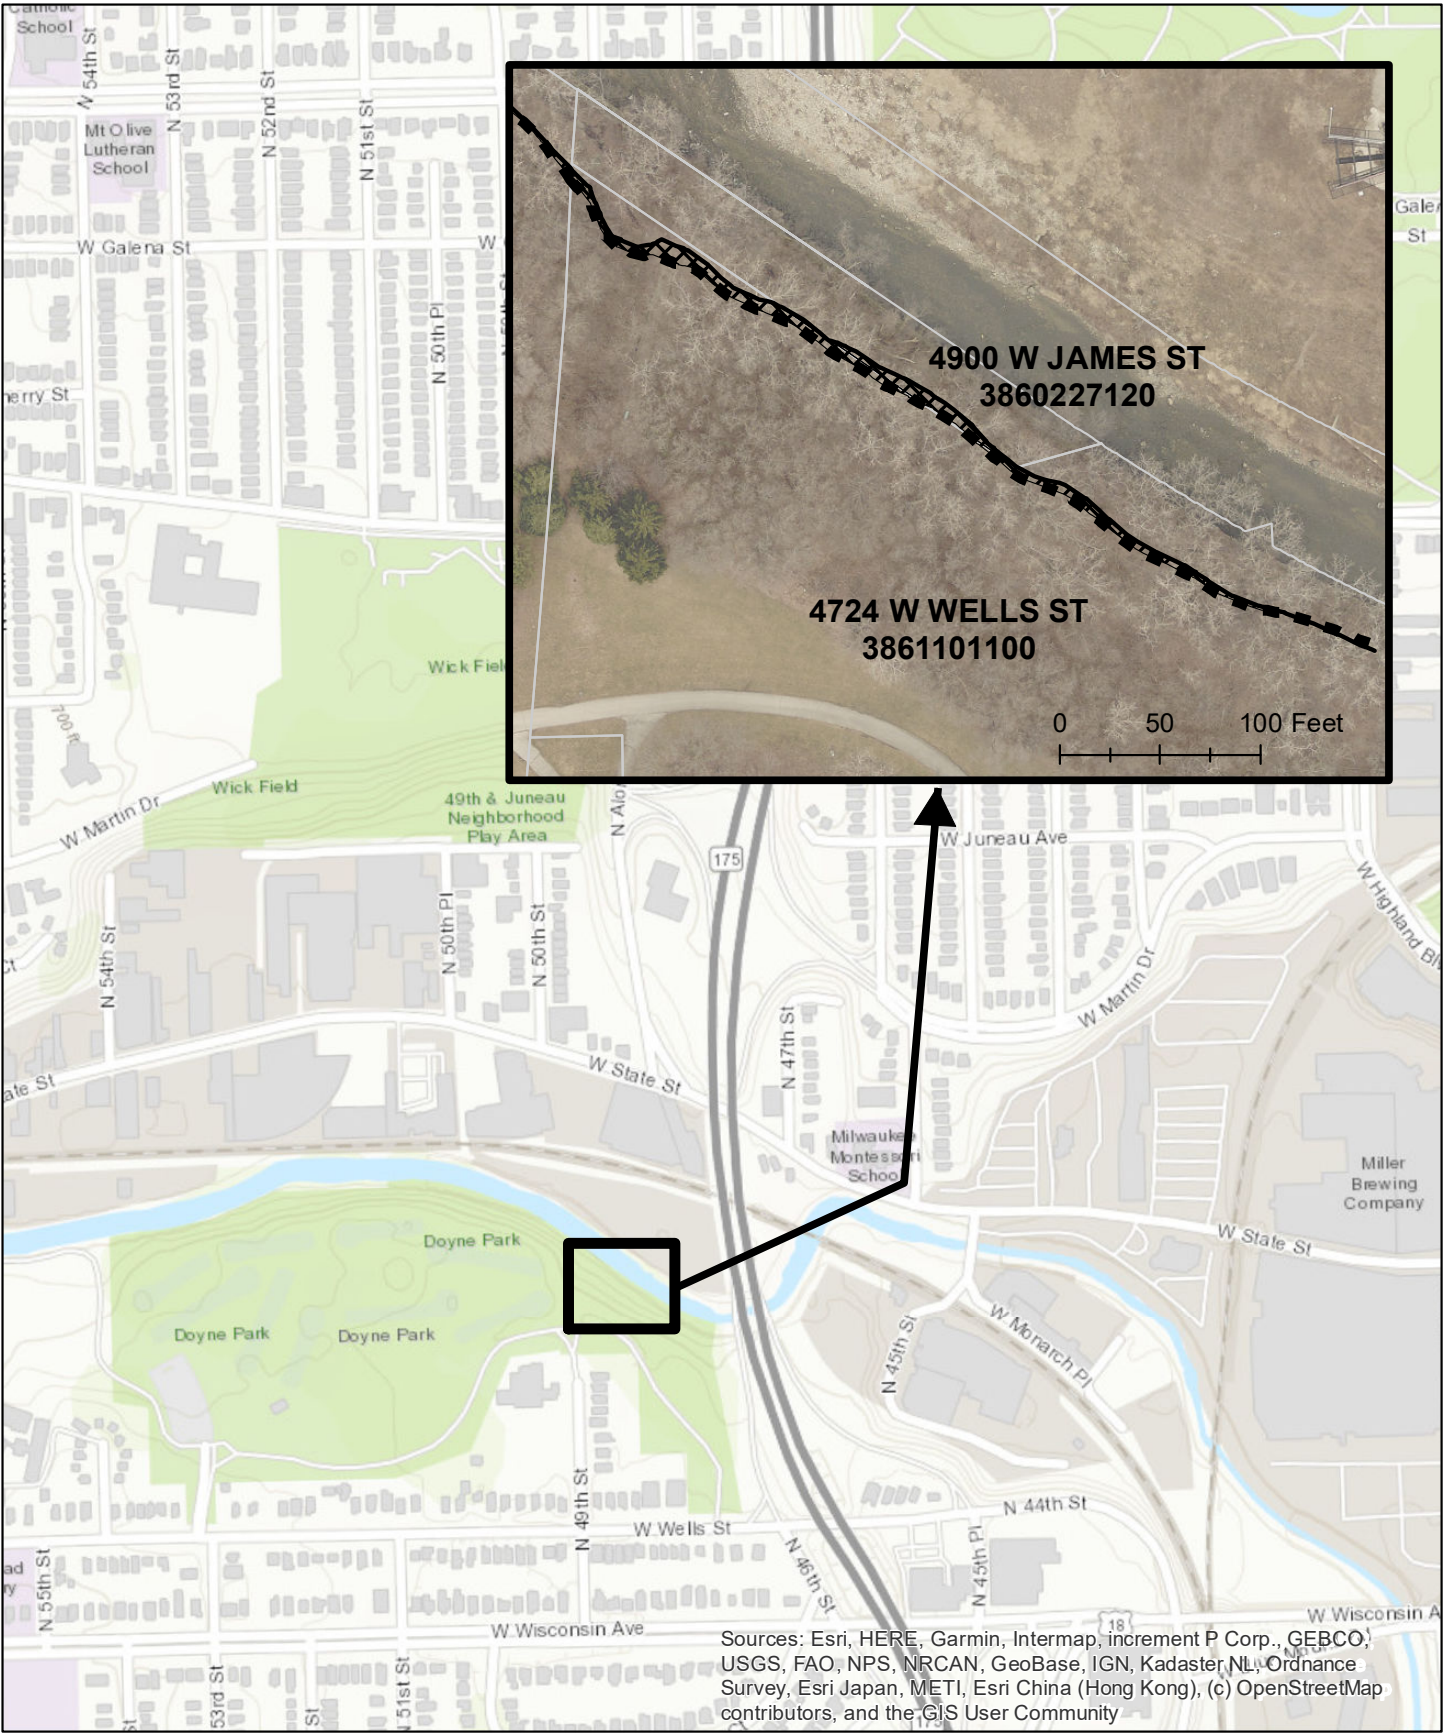 Catholic
School
N 54th St
N 53rd St
N 52nd St
N 51st St
Mt Olive
Lutheran
School
W Galena St
W
N 50th Pl
St
Wick Field
4900 W JAMES ST
3860227120
4724 W WELLS ST
3861101100
0 50 100 Feet
700 ft
Wick Field
W Martin Dr
49th & Juneau
Neighborhood
Play Area
175
W Juneau Ave
W Highland
N 54th St
N 50th Pl
N 50th St
W Martin Dr
N 47th St
W State St
Milwaukee
Montessori
School
Miller
Brewing
Company
W State St
Doyne Park
Doyne Park
Doyne Park
N 45th St
W Monarch Pl
N 49th St
N 44th St
W Wells St
N 46th St
N 45th Pl
N 55th St
W Wisconsin Ave
18
W Wisconsin A
53rd St
St
N 51st St
St
Sources: Esri, HERE, Garmin, Intermap, increment P Corp., GEBCO,
USGS, FAO, NPS, NRCAN, GeoBase, IGN, Kadaster NL, Ordnance
Survey, Esri Japan, METI, Esri China (Hong Kong), (c) OpenStreetMap
contributors, and the GIS User Community